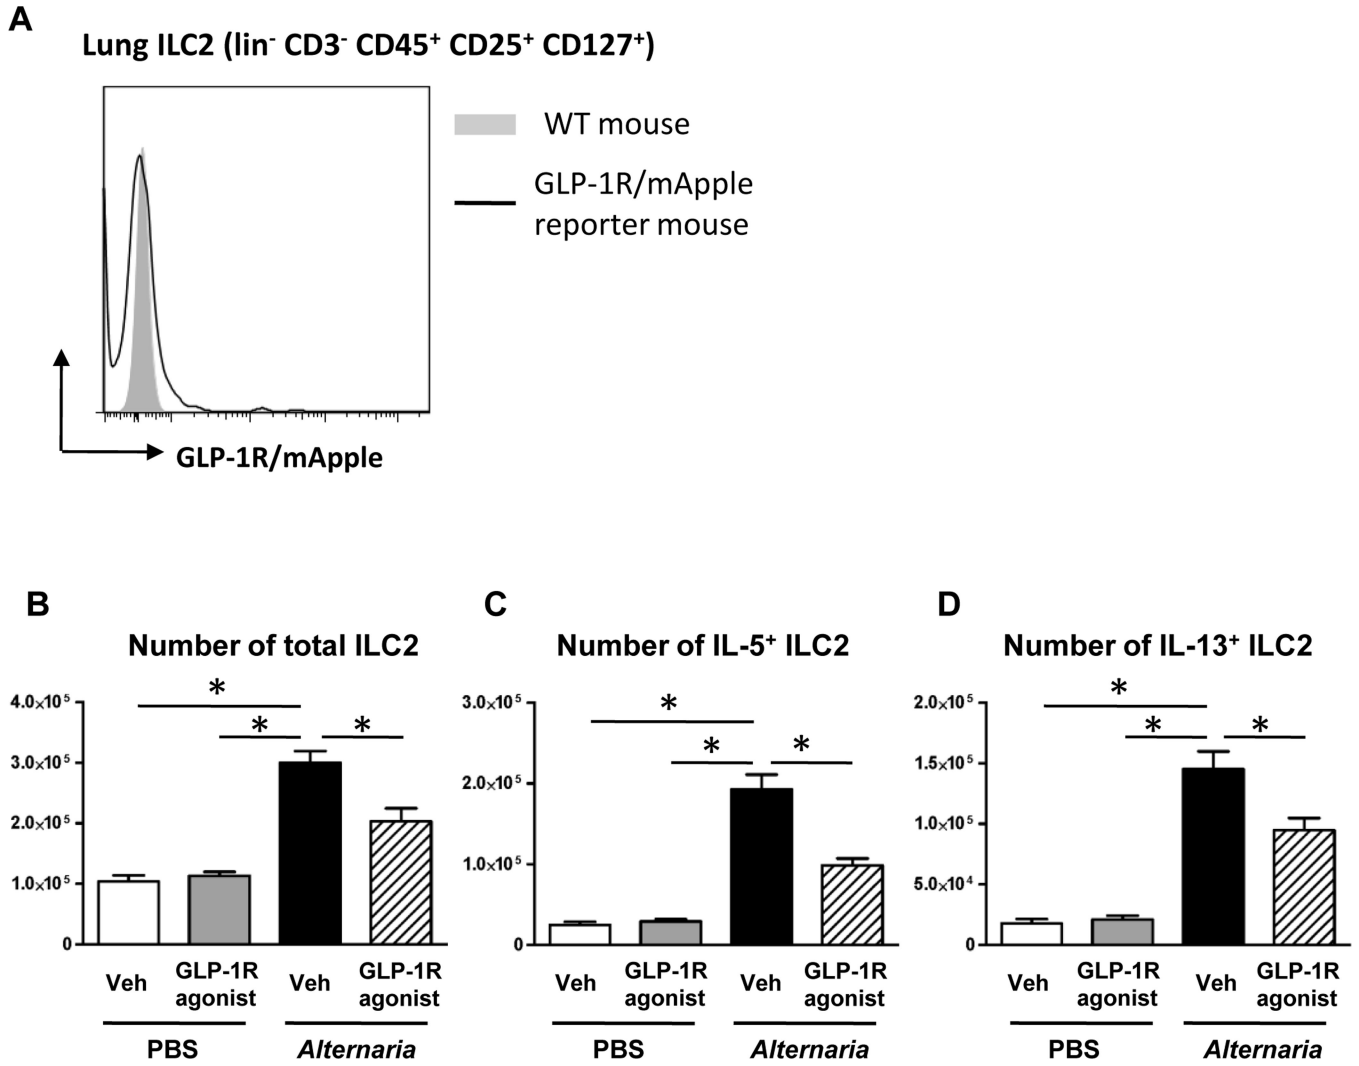 A
Lung ILC2 (lin⁻ CD3⁻ CD45⁺ CD25⁺ CD127⁺)
WT mouse
GLP-1R/mApple
reporter mouse
GLP-1R/mApple
B
Number of total ILC2
4.0×10⁵
3.0×10⁵
2.0×10⁵
1.0×10⁵
0
*
*
*
Veh
GLP-1R
agonist
Veh
GLP-1R
agonist
PBS
Alternaria
C
Number of IL-5⁺ ILC2
3.0×10⁵
2.0×10⁵
1.0×10⁵
0
*
*
*
Veh
GLP-1R
agonist
Veh
GLP-1R
agonist
PBS
Alternaria
D
Number of IL-13⁺ ILC2
2.0×10⁵
1.5×10⁵
1.0×10⁵
5.0×10⁴
0
*
*
*
Veh
GLP-1R
agonist
Veh
GLP-1R
agonist
PBS
Alternaria